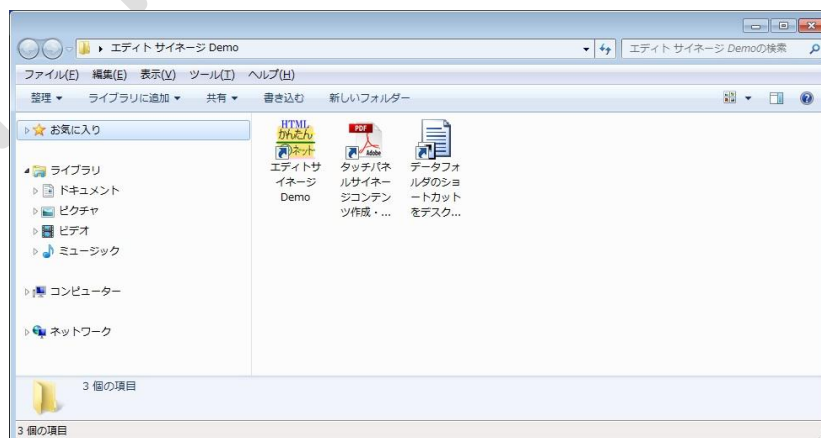 エディト サイネージ Demo
エディト サイネージ Demoの検索
ファイル(F) 編集(E) 表示(V) ツール(T) ヘルプ(H)
整理 ライブラリに追加 共有 書き込む 新しいフォルダー
お気に入り
ライブラリ
ドキュメント
ピクチャ
ビデオ
ミュージック
コンピューター
ネットワーク
HTML
かんたん
ネット
エディトサ
イネージ
Demo
PDF
Adobe
タッチパネ
ルサイネー
ジコンテン
ツ作成・...
データフォ
ルダのショ
ートカット
をデスク...
3 個の項目
3 個の項目